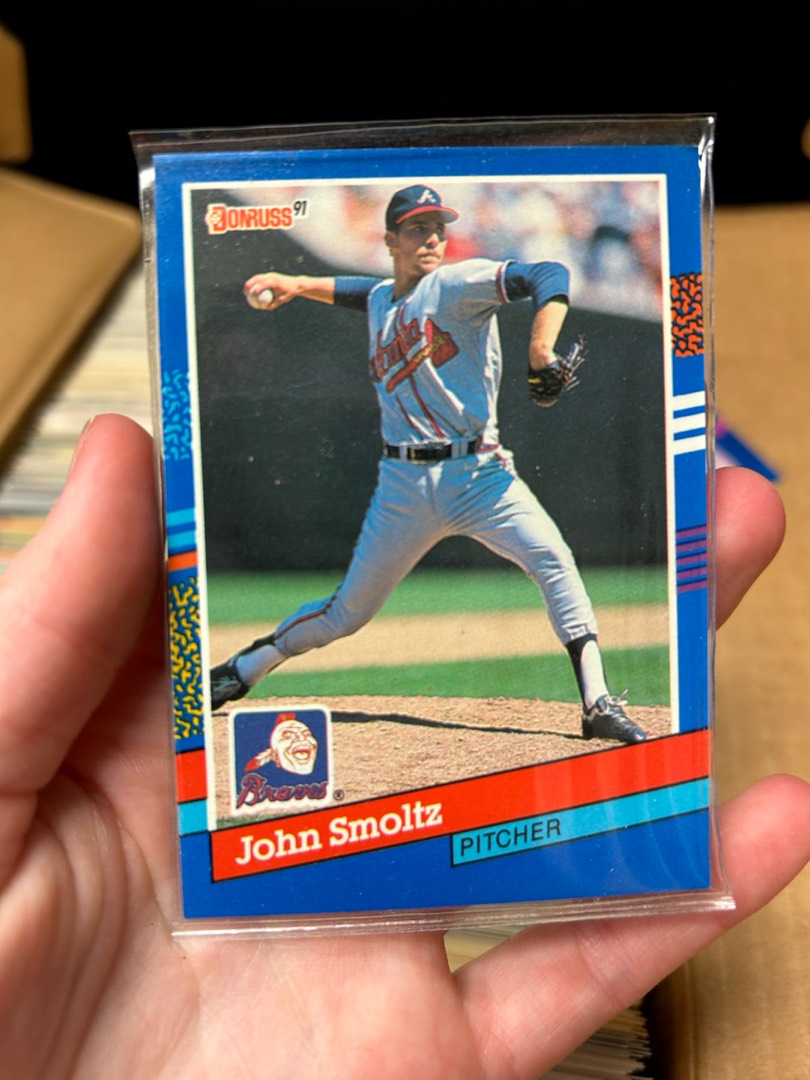 DONRUSS 91
A
Atlanta
Braves ®
John Smoltz
PITCHER